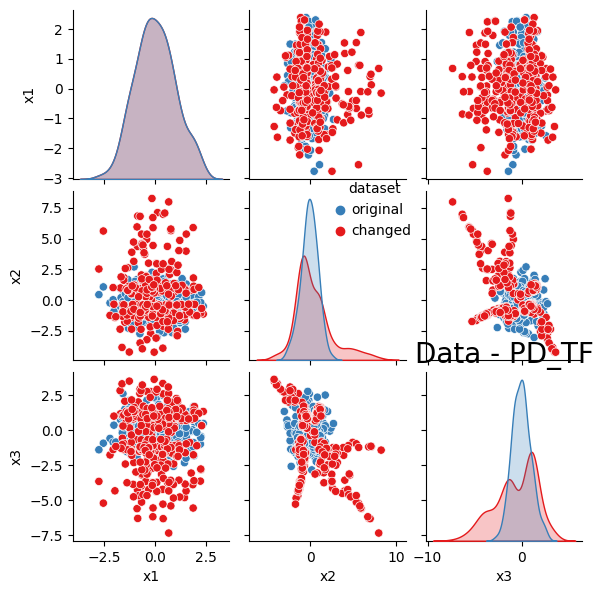 2
1
0
−1
−2
−3
x1
dataset
original
changed
7.5
5.0
2.5
0.0
−2.5
x2
Data - PD_TF
2.5
0.0
−2.5
−5.0
−7.5
x3
−2.5 0.0 2.5
0 10
−10 0
x1 x2 x3